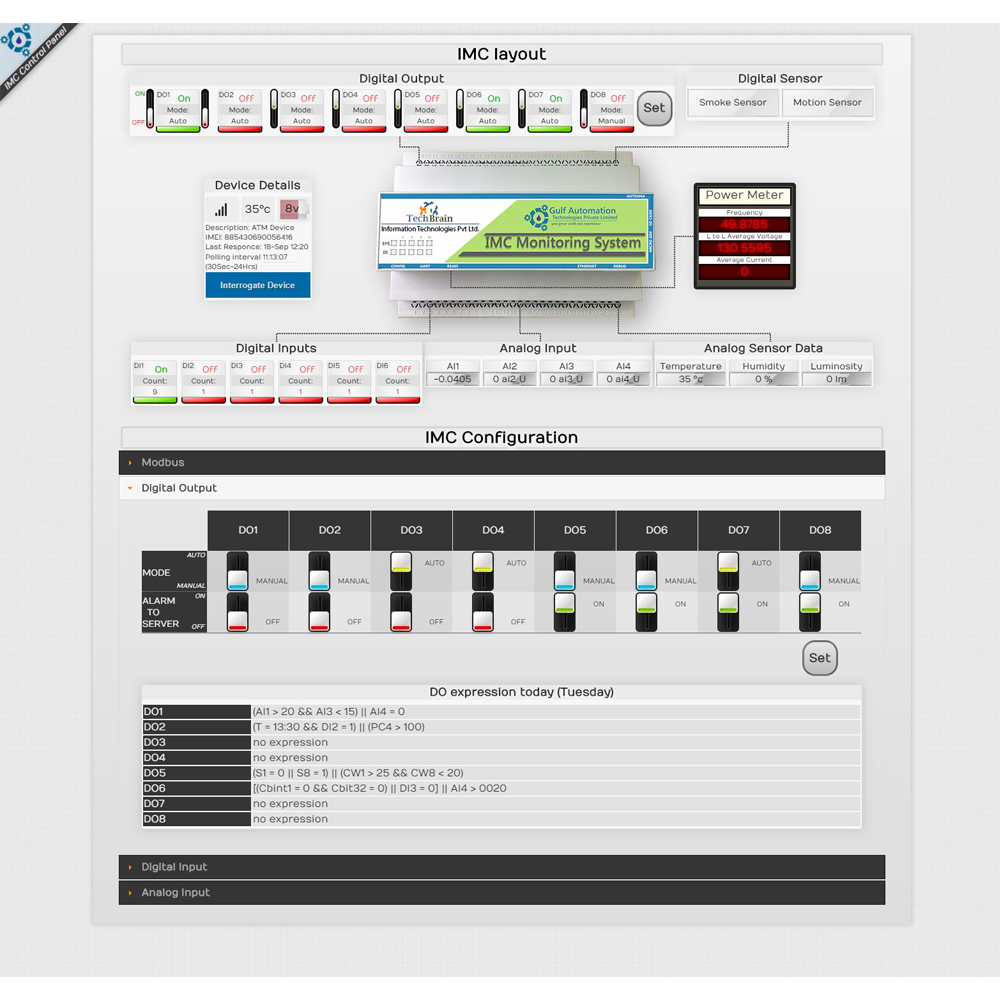 IMC Control Panel
IMC layout
Digital Output
Digital Sensor
ON
OFF
DO1 On Mode: Auto
DO2 Off Mode: Auto
DO3 Off Mode: Auto
DO4 Off Mode: Auto
DO5 Off Mode: Auto
DO6 On Mode: Auto
DO7 On Mode: Auto
DO8 Off Mode: Manual
Set
Smoke Sensor
Motion Sensor
Device Details
35°c 8v
Description: ATM Device
IMEI: 885430690056416
Last Responce: 18-Sep 12:20
Polling interval 11:13:07
(30Sec~24Hrs)
Interrogate Device
ANTENNA
TechBrain
Information Technologies Pvt Ltd.
Gulf Automation
Technologies Private Limited
IMC Monitoring System
SYS
DI
CONFIG UART RS485 ETHERNET DEBUG
Power Meter
Frequency
49.8785
L to L Average Voltage
130.5595
Average Current
0
Digital Inputs
DI1 On Count: 9
DI2 Off Count: 1
DI3 Off Count: 1
DI4 Off Count: 1
DI5 Off Count: 1
DI6 Off Count: 1
Analog Input
AI1 AI2 AI3 AI4
-0.0405 0 ai2_U 0 ai3_U 0 ai4_U
Analog Sensor Data
Temperature Humidity Luminosity
35 °c 0 % 0 lm
IMC Configuration
Modbus
Digital Output
DO1 DO2 DO3 DO4 DO5 DO6 DO7 DO8
AUTO
MODE
MANUAL
MANUAL MANUAL AUTO AUTO MANUAL MANUAL AUTO MANUAL
ON
ALARM
TO
SERVER OFF
OFF OFF OFF OFF ON ON ON ON
Set
DO expression today (Tuesday)
DO1 (AI1 > 20 && AI3 < 15) || AI4 = 0
DO2 (T = 13:30 && DI2 = 1) || (PC4 > 100)
DO3 no expression
DO4 no expression
DO5 (S1 = 0 || S8 = 1) || (CW1 > 25 && CW8 < 20)
DO6 [(Cbint1 = 0 && Cbit32 = 0) || DI3 = 0] || AI4 > 0020
DO7 no expression
DO8 no expression
Digital Input
Analog Input